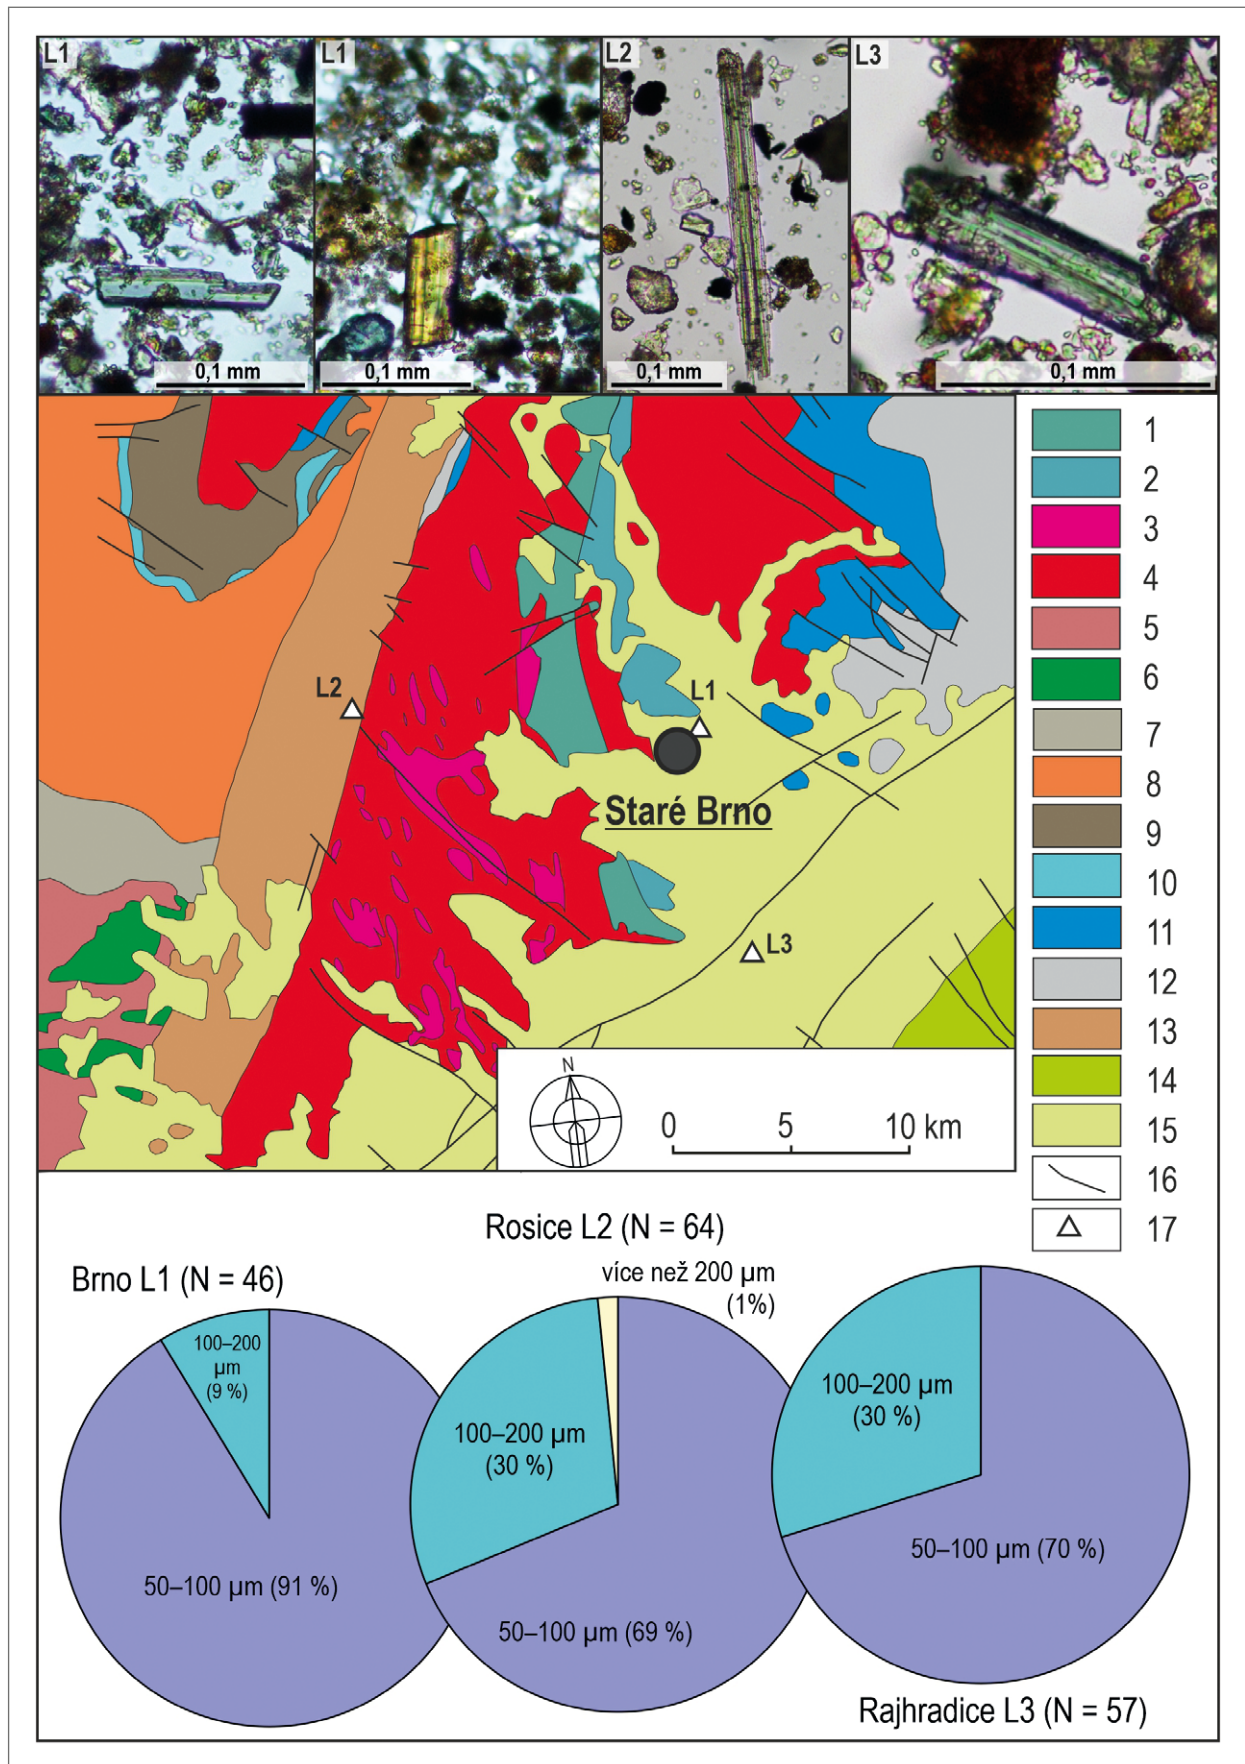 L1
L1
L2
L3
0,1 mm
0,1 mm
0,1 mm
0,1 mm
1
2
3
4
5
6
7
8
9
10
11
12
13
14
15
16
17
L2
L1
Staré Brno
L3
N
0 5 10 km
Rosice L2 (N = 64)
Brno L1 (N = 46)
více než 200 µm
(1%)
100–200
µm
(9 %)
50–100 µm (91 %)
100–200 µm
(30 %)
50–100 µm (69 %)
100–200 µm
(30 %)
50–100 µm (70 %)
Rajhradice L3 (N = 57)